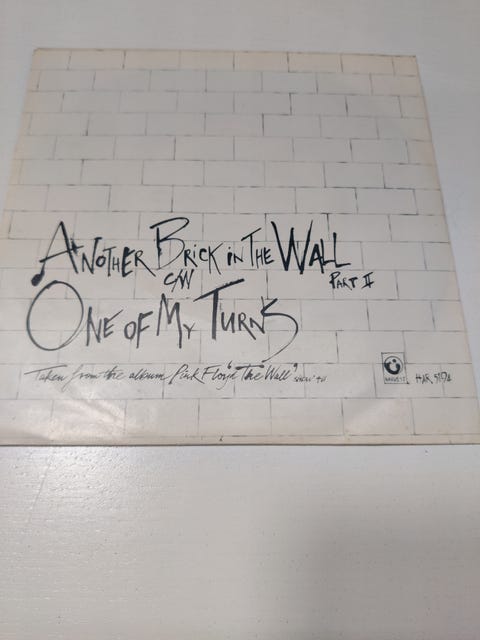 ANOTHER BRICK IN THE WALL
PART II
C/W
ONE OF MY TURNS
Taken from the album Pink Floyd "The Wall"
HARVEST
HAR 5194